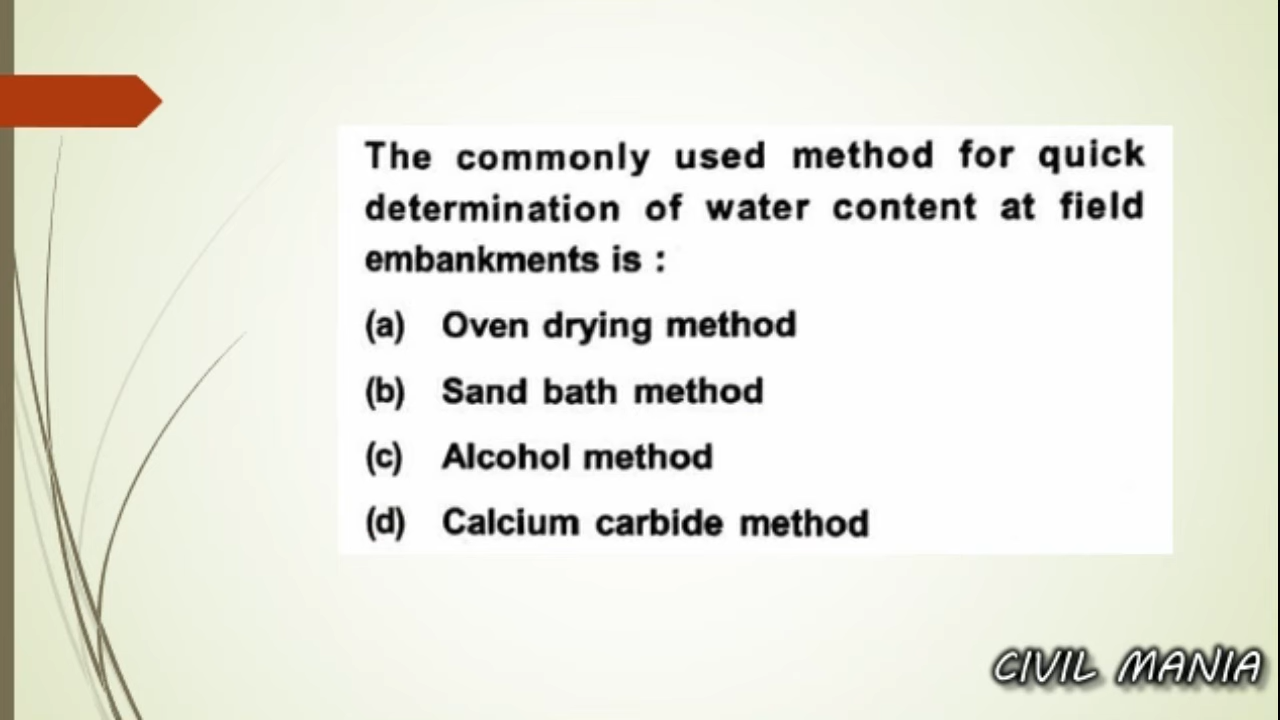 The commonly used method for quick
determination of water content at field
embankments is :
(a) Oven drying method
(b) Sand bath method
(c) Alcohol method
(d) Calcium carbide method
CIVIL MANIA